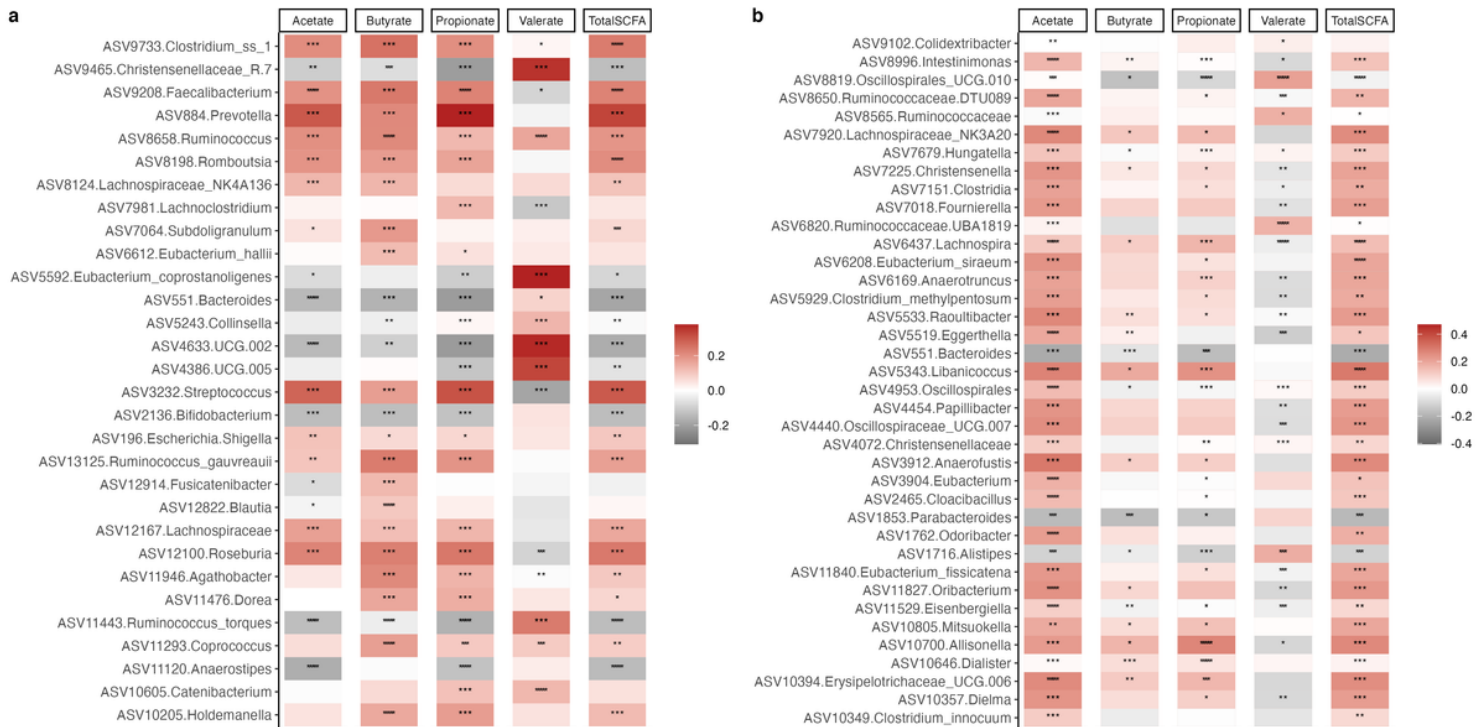 a
Acetate Butyrate Propionate Valerate TotalSCFA
ASV9733.Clostridium_ss_1
ASV9465.Christensenellaceae_R.7
ASV9208.Faecalibacterium
ASV884.Prevotella
ASV8658.Ruminococcus
ASV8198.Romboutsia
ASV8124.Lachnospiraceae_NK4A136
ASV7981.Lachnoclostridium
ASV7064.Subdoligranulum
ASV6612.Eubacterium_hallii
ASV5592.Eubacterium_coprostanoligenes
ASV551.Bacteroides
ASV5243.Collinsella
ASV4633.UCG.002
ASV4386.UCG.005
ASV3232.Streptococcus
ASV2136.Bifidobacterium
ASV196.Escherichia.Shigella
ASV13125.Ruminococcus_gauvreauii
ASV12914.Fusicatenibacter
ASV12822.Blautia
ASV12167.Lachnospiraceae
ASV12100.Roseburia
ASV11946.Agathobacter
ASV11476.Dorea
ASV11443.Ruminococcus_torques
ASV11293.Coprococcus
ASV11120.Anaerostipes
ASV10605.Catenibacterium
ASV10205.Holdemanella
0.2
0.0
-0.2
b
Acetate Butyrate Propionate Valerate TotalSCFA
ASV9102.Colidextribacter
ASV8996.Intestinimonas
ASV8819.Oscillospirales_UCG.010
ASV8650.Ruminococcaceae.DTU089
ASV8565.Ruminococcaceae
ASV7920.Lachnospiraceae_NK3A20
ASV7679.Hungatella
ASV7225.Christensenella
ASV7151.Clostridia
ASV7018.Fournierella
ASV6820.Ruminococcaceae.UBA1819
ASV6437.Lachnospira
ASV6208.Eubacterium_siraeum
ASV6169.Anaerotruncus
ASV5929.Clostridium_methylpentosum
ASV5533.Raoultibacter
ASV5519.Eggerthella
ASV551.Bacteroides
ASV5343.Libanicoccus
ASV4953.Oscillospirales
ASV4454.Papillibacter
ASV4440.Oscillospiraceae_UCG.007
ASV4072.Christensenellaceae
ASV3912.Anaerofustis
ASV3904.Eubacterium
ASV2465.Cloacibacillus
ASV1853.Parabacteroides
ASV1762.Odoribacter
ASV1716.Alistipes
ASV11840.Eubacterium_fissicatena
ASV11827.Oribacterium
ASV11529.Eisenbergiella
ASV10805.Mitsuokella
ASV10700.Allisonella
ASV10646.Dialister
ASV10394.Erysipelotrichaceae_UCG.006
ASV10357.Dielma
ASV10349.Clostridium_innocuum
0.4
0.2
0.0
-0.2
-0.4